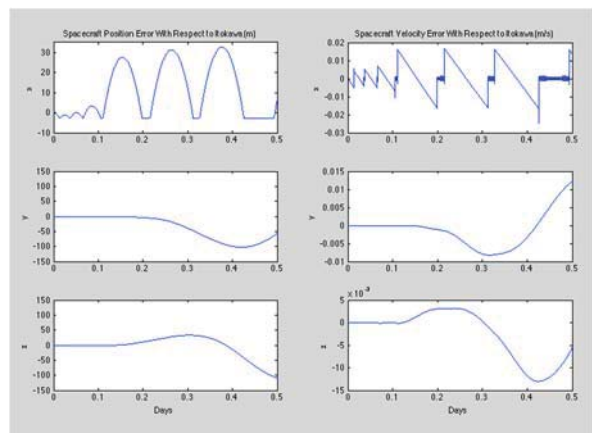 Spacecraft Position Error With Respect to Itokawa(m)
30
20
10
0
-10
x
0 0.1 0.2 0.3 0.4 0.5
Spacecraft Velocity Error With Respect to Itokawa(m/s)
0.02
0.01
0
-0.01
-0.02
-0.03
x
0 0.1 0.2 0.3 0.4 0.5
150
100
50
0
-50
-100
-150
y
0 0.1 0.2 0.3 0.4 0.5
0.015
0.01
0.005
0
-0.005
-0.01
y
0 0.1 0.2 0.3 0.4 0.5
150
100
50
0
-50
-100
-150
z
0 0.1 0.2 0.3 0.4 0.5
Days
x 10⁻³
5
0
-5
-10
-15
z
0 0.1 0.2 0.3 0.4 0.5
Days